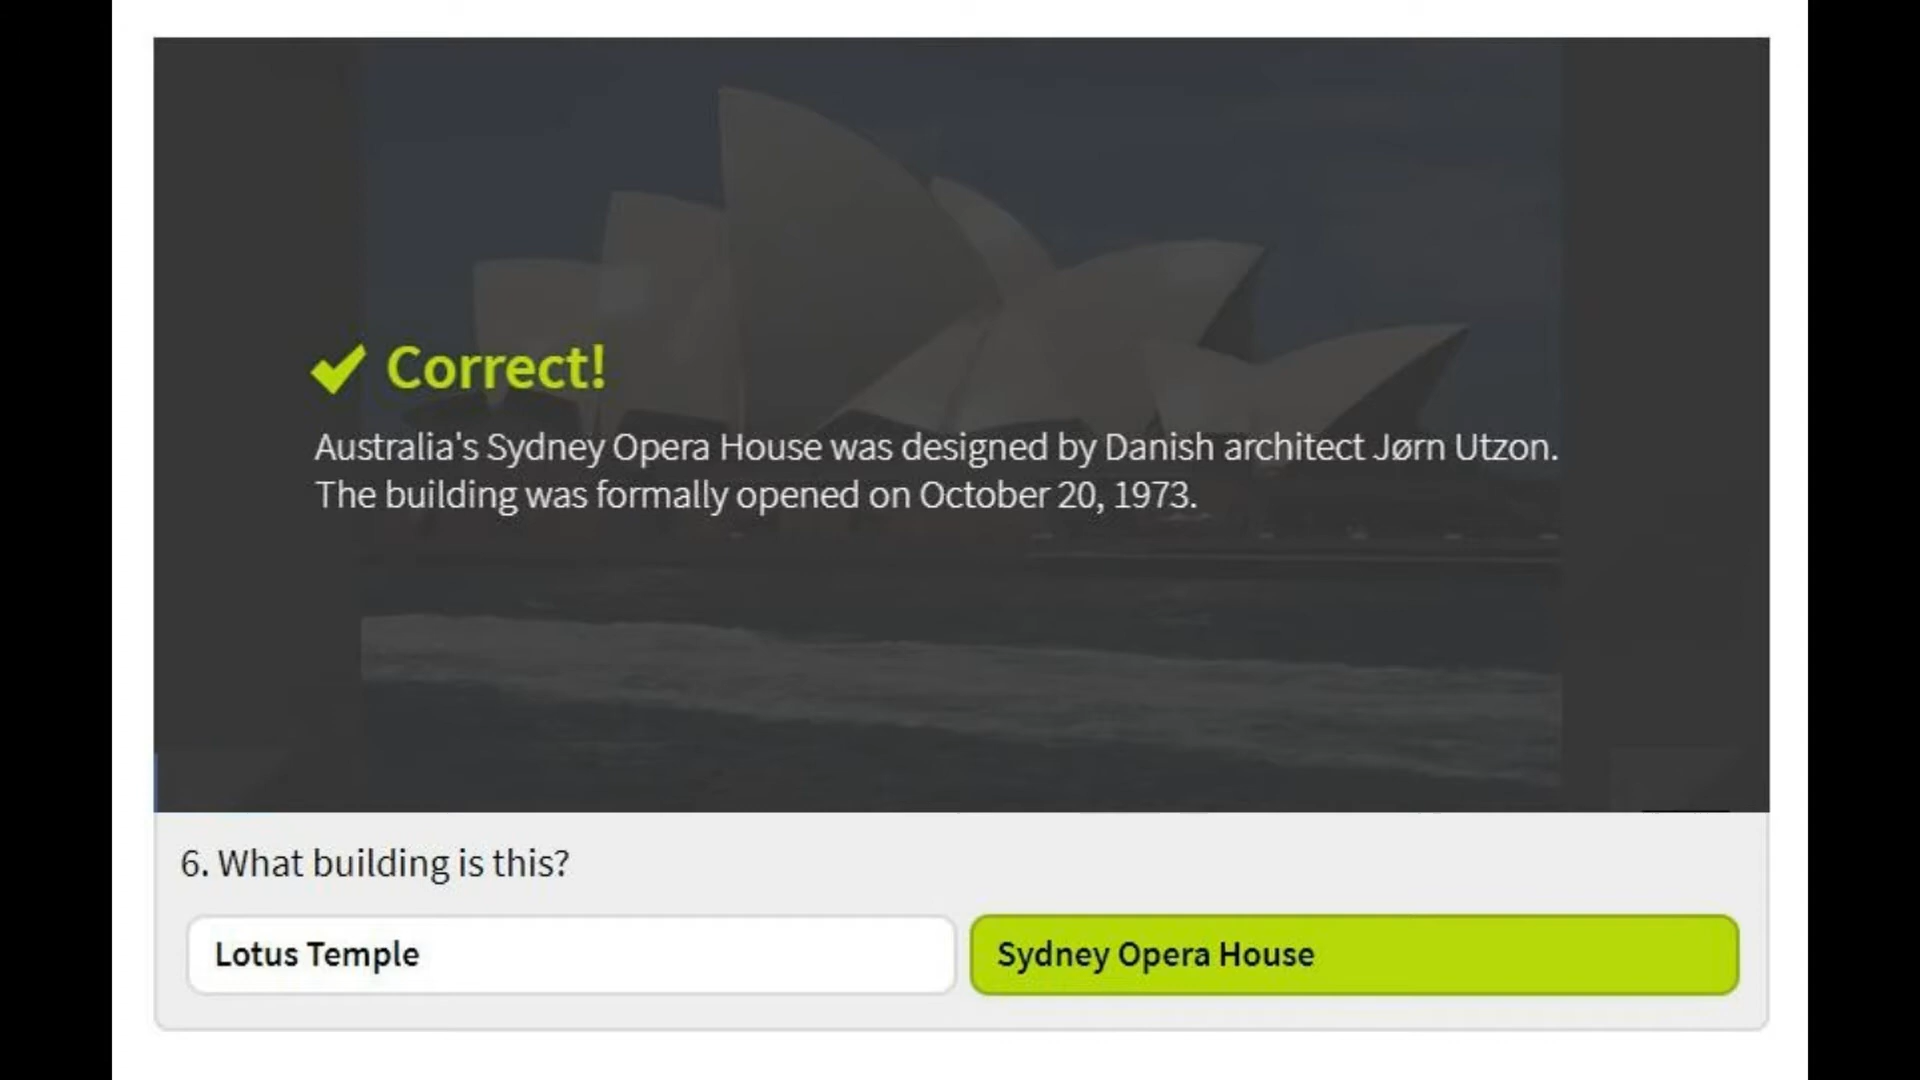 Correct!
Australia's Sydney Opera House was designed by Danish architect Jørn Utzon.
The building was formally opened on October 20, 1973.
6. What building is this?
Lotus Temple
Sydney Opera House